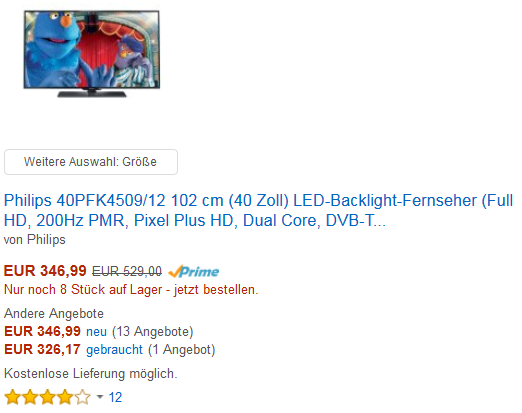 Weitere Auswahl: Größe
Philips 40PFK4509/12 102 cm (40 Zoll) LED-Backlight-Fernseher (Full
HD, 200Hz PMR, Pixel Plus HD, Dual Core, DVB-T...
von Philips
EUR 346,99 EUR 529,00 Prime
Nur noch 8 Stück auf Lager - jetzt bestellen.
Andere Angebote
EUR 346,99 neu (13 Angebote)
EUR 326,17 gebraucht (1 Angebot)
Kostenlose Lieferung möglich.
12